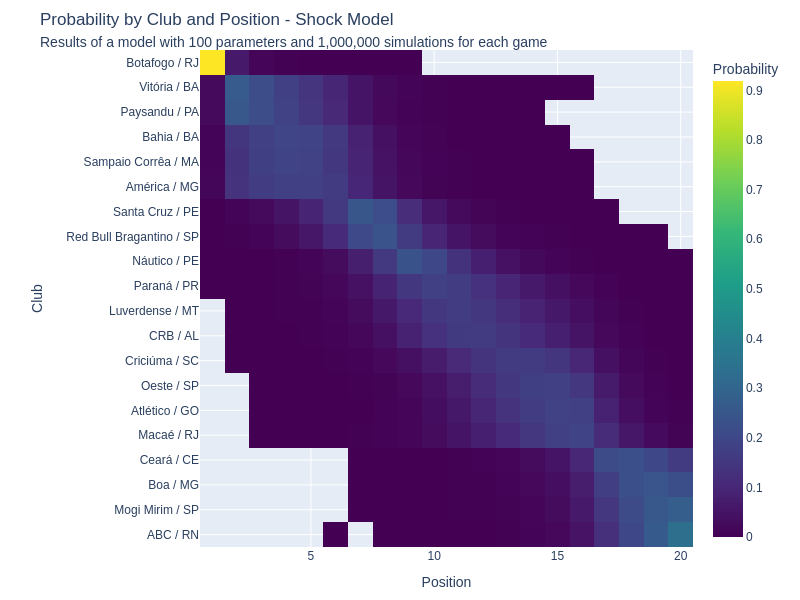 Probability by Club and Position - Shock Model
Results of a model with 100 parameters and 1,000,000 simulations for each game
Probability
Botafogo / RJ
Vitória / BA
Paysandu / PA
Bahia / BA
Sampaio Corrêa / MA
América / MG
Santa Cruz / PE
Red Bull Bragantino / SP
Náutico / PE
Paraná / PR
Luverdense / MT
CRB / AL
Criciúma / SC
Oeste / SP
Atlético / GO
Macaé / RJ
Ceará / CE
Boa / MG
Mogi Mirim / SP
ABC / RN
Club
5
10
15
20
Position
0.9
0.8
0.7
0.6
0.5
0.4
0.3
0.2
0.1
0